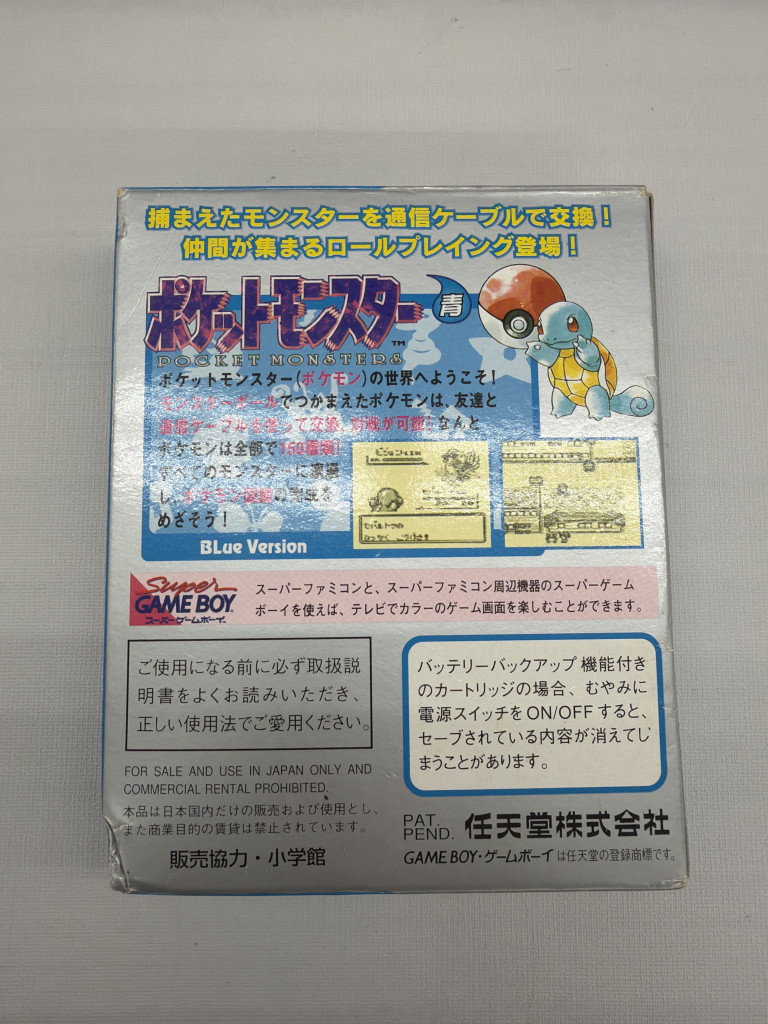 捕まえたモンスターを通信ケーブルで交換!
仲間が集まるロールプレイング登場!
ポケットモンスター 青
TM
POCKET MONSTERS
ポケットモンスター(ポケモン)の世界へようこそ!
モンスターボールでつかまえたポケモンは、友達と
通信ケーブルを使って交換、対戦が可能!なんと
ポケモンは全部で150種類!
すべてのモンスターに遭遇
し、ポケモン図鑑の完成を
めざそう!
BLue Version
Super
GAME BOY
スーパーゲームボーイ
スーパーファミコンと、スーパーファミコン周辺機器のスーパーゲーム
ボーイを使えば、テレビでカラーのゲーム画面を楽しむことができます。
ご使用になる前に必ず取扱説
明書をよくお読みいただき、
正しい使用法でご愛用ください。
バッテリーバックアップ機能付き
のカートリッジの場合、むやみに
電源スイッチをON/OFFすると、
セーブされている内容が消えてし
まうことがあります。
FOR SALE AND USE IN JAPAN ONLY AND
COMMERCIAL RENTAL PROHIBITED.
本品は日本国内だけの販売および使用とし、
また商業目的の賃貸は禁止されています。
販売協力・小学館
PAT.
PEND. 任天堂株式会社
GAME BOY・ゲームボーイは任天堂の登録商標です。